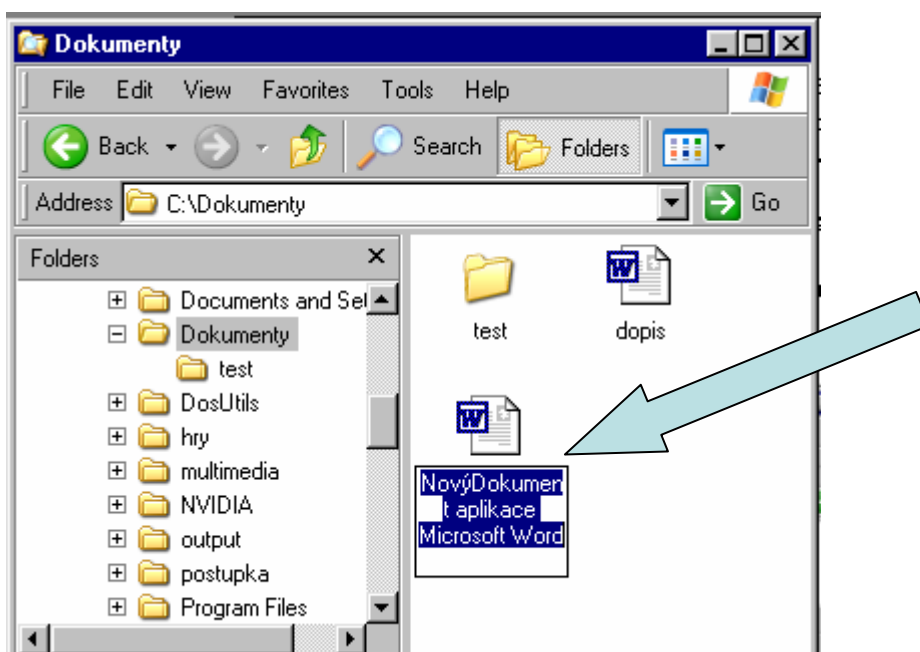 Dokumenty
File Edit View Favorites Tools Help
Back Search Folders
Address C:\Dokumenty Go
Folders
Documents and Set
Dokumenty
test
DosUtils
hry
multimedia
NVIDIA
output
postupka
Program Files
test
dopis
NovýDokumen
t aplikace
Microsoft Word